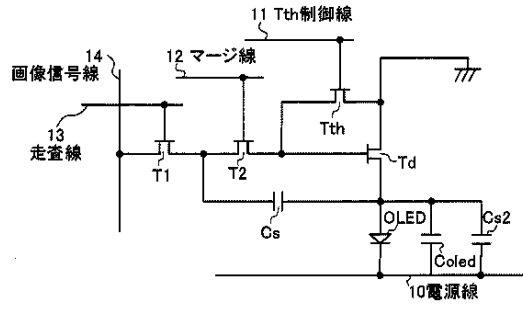 11 Tth制御線
14
12 マージ線
画像信号線
13
走査線
Tth
T1
T2
Td
Cs
OLED
Cs2
Coled
10電源線